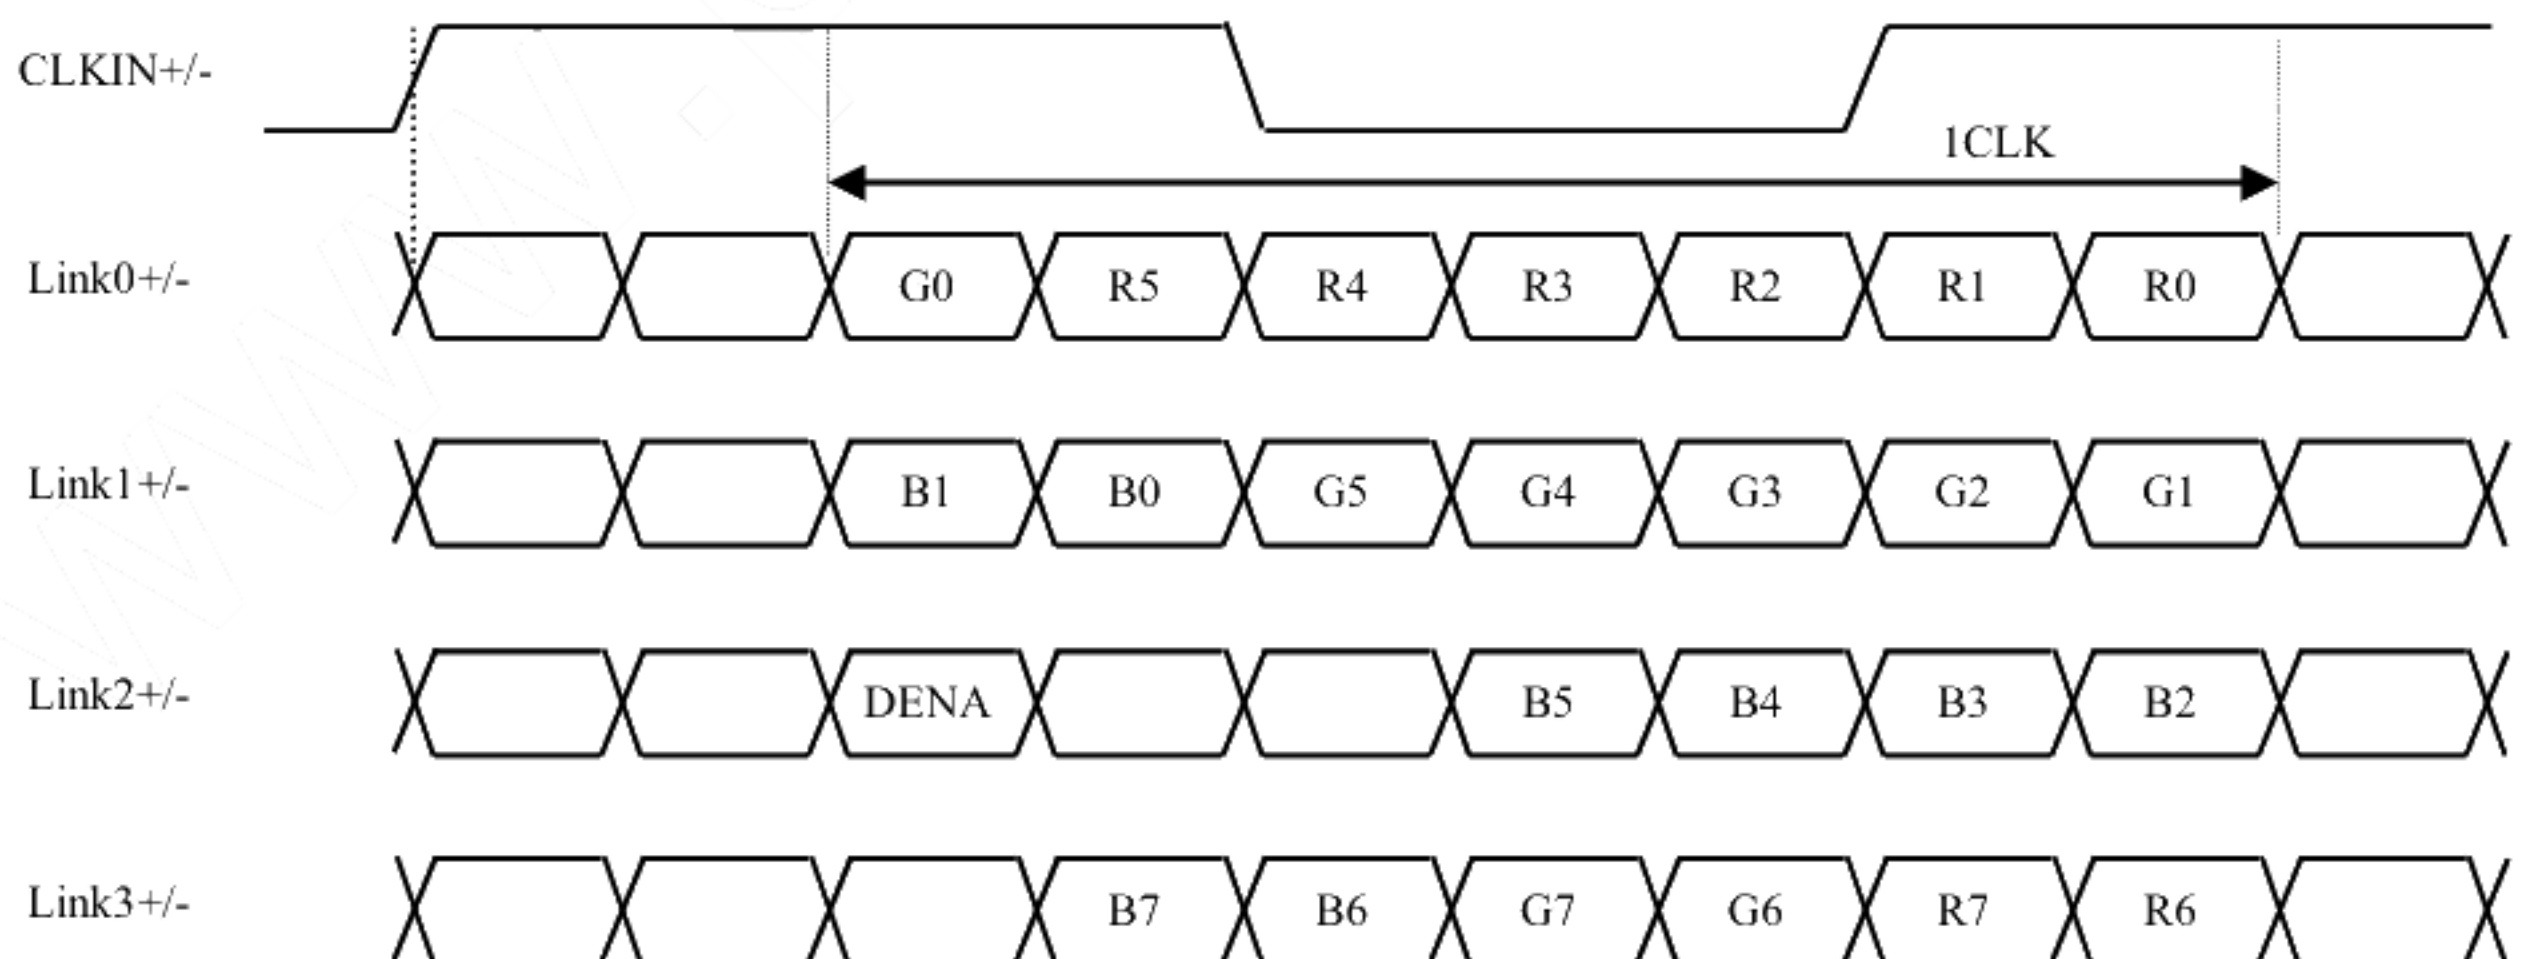 CLKIN+/-
1CLK
Link0+/- G0 R5 R4 R3 R2 R1 R0
Link1+/- B1 B0 G5 G4 G3 G2 G1
Link2+/- DENA B5 B4 B3 B2
Link3+/- B7 B6 G7 G6 R7 R6